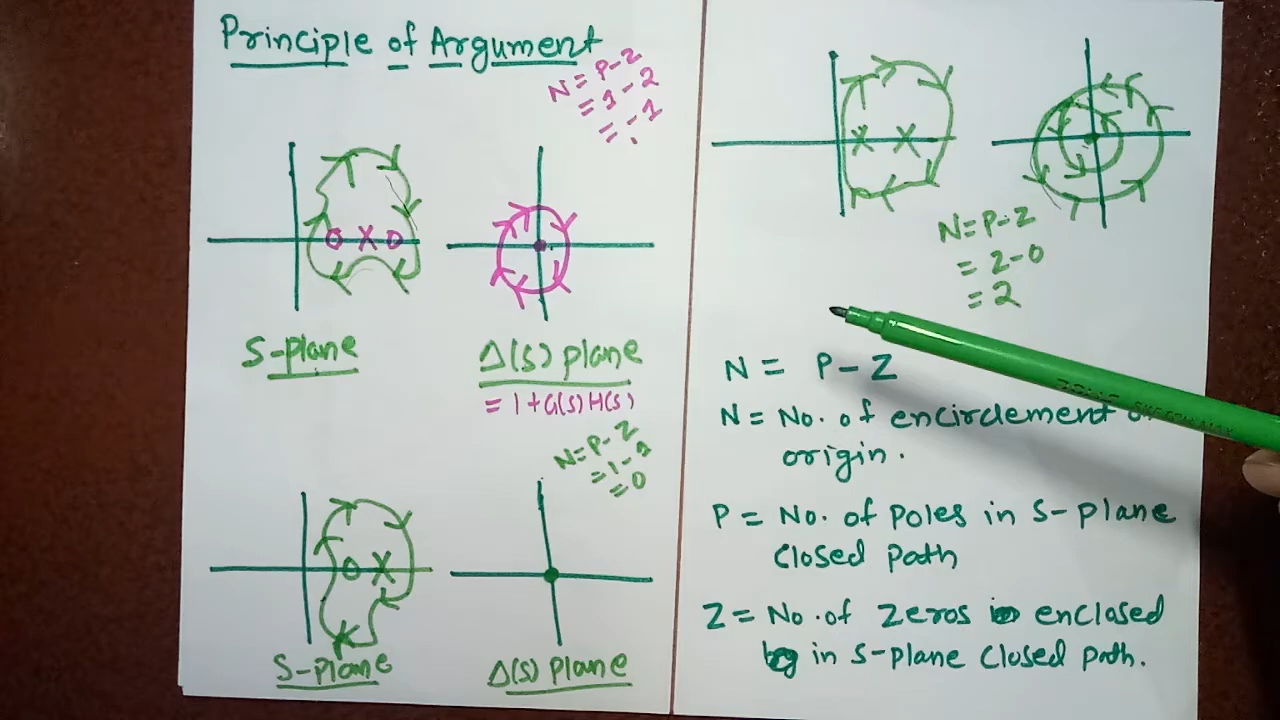 Principle of Argument
N = P-Z
= 1-2
= -1
S-plane
Δ(s) plane
= 1+G(s)H(s)
N=P-Z
= 1-1
= 0
S-plane
Δ(s) plane
N=P-Z
= 2-0
= 2
N = P-Z
N = No. of encirclement
origin.
P = No. of Poles in S-plane
Closed path
Z = No. of Zeros enclosed
in S-plane closed path.